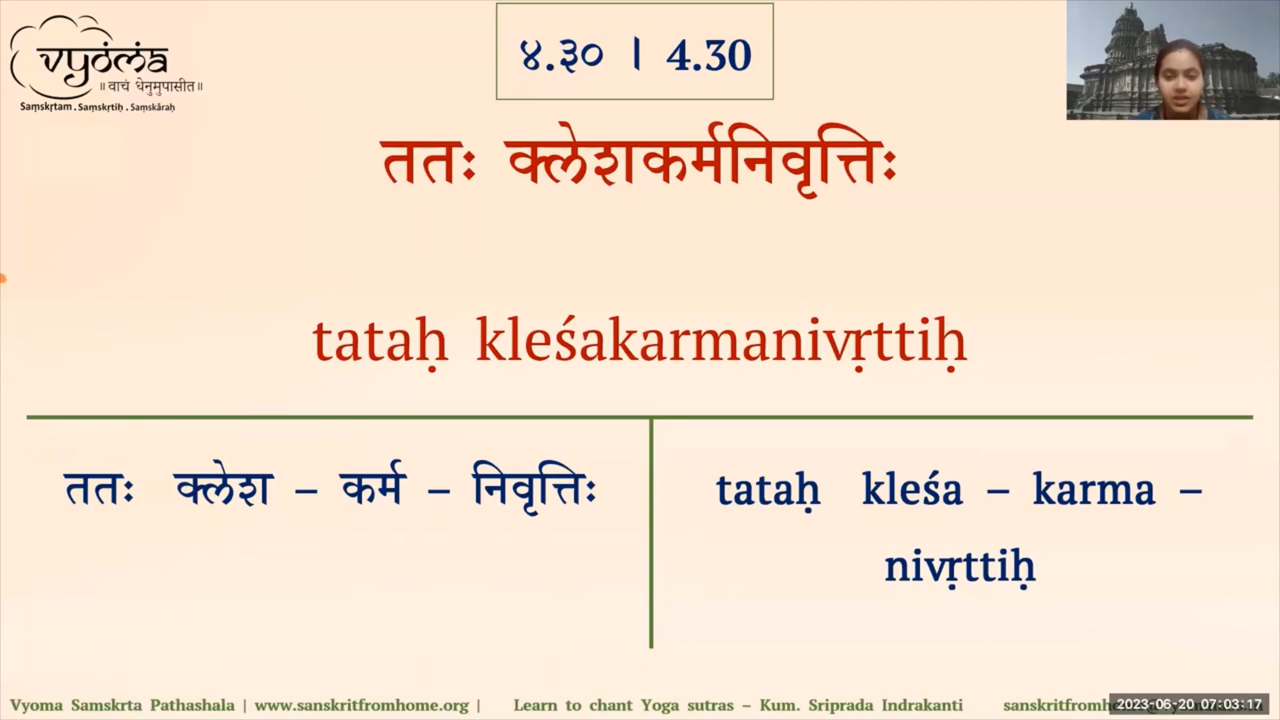 vyoma
॥ वाचं धेनुमुपासीत॥
Saṃskṛtam . Saṃskṛtiḥ . Saṃskāraḥ
४.३० । 4.30
ततः क्लेशकर्मनिवृत्तिः
tataḥ kleśakarmanivṛttiḥ
ततः क्लेश – कर्म – निवृत्तिः
tataḥ kleśa – karma –
nivṛttiḥ
Vyoma Samskrta Pathashala | www.sanskritfromhome.org | Learn to chant Yoga sutras – Kum. Sriprada Indrakanti
2023-06-20 07:03:17